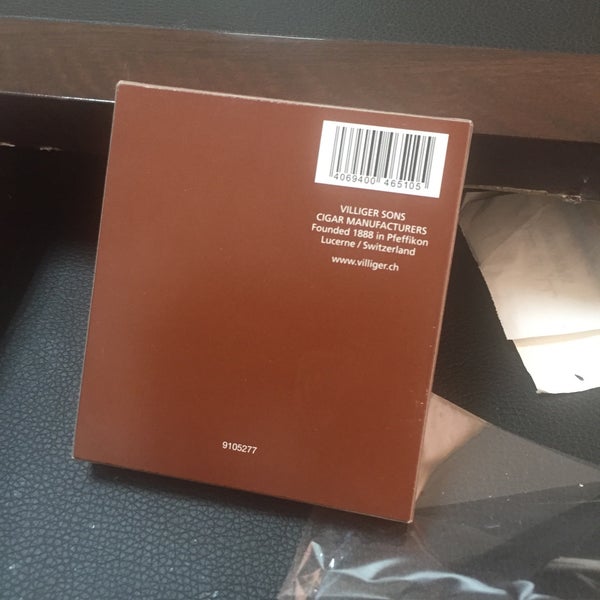 4069400 465105
VILLIGER SONS
CIGAR MANUFACTURERS
Founded 1888 in Pfeffikon
Lucerne / Switzerland
www.villiger.ch
9105277